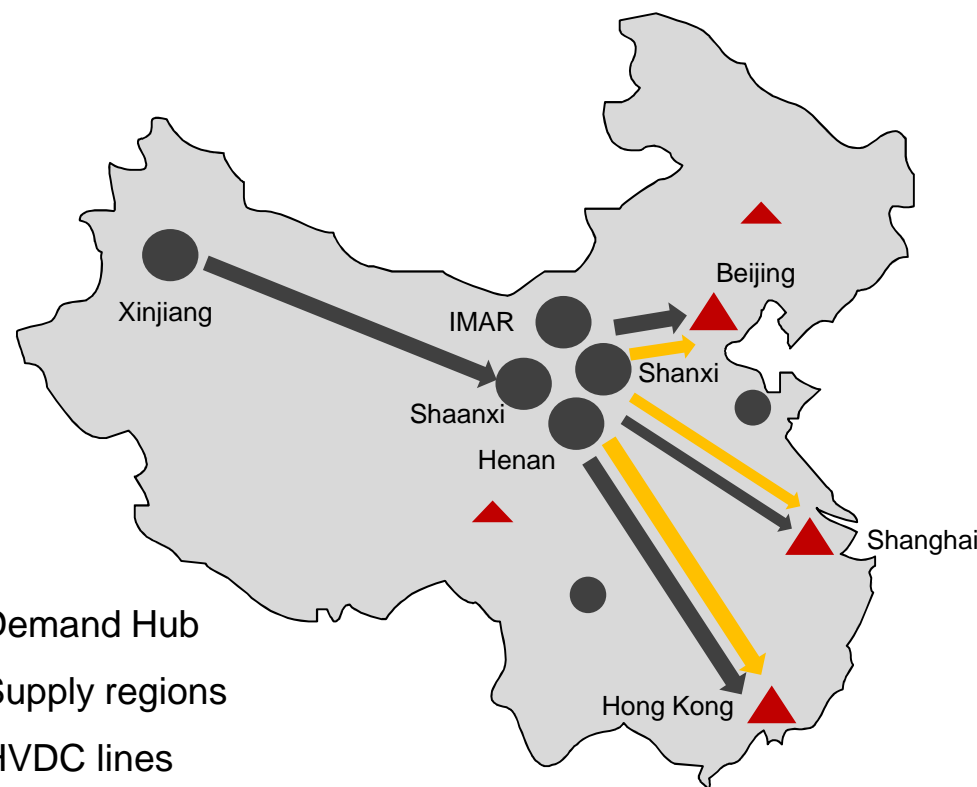 Beijing
Xinjiang
IMAR
Shanxi
Shaanxi
Henan
Shanghai
Demand Hub
Supply regions
Hong Kong
HVDC lines